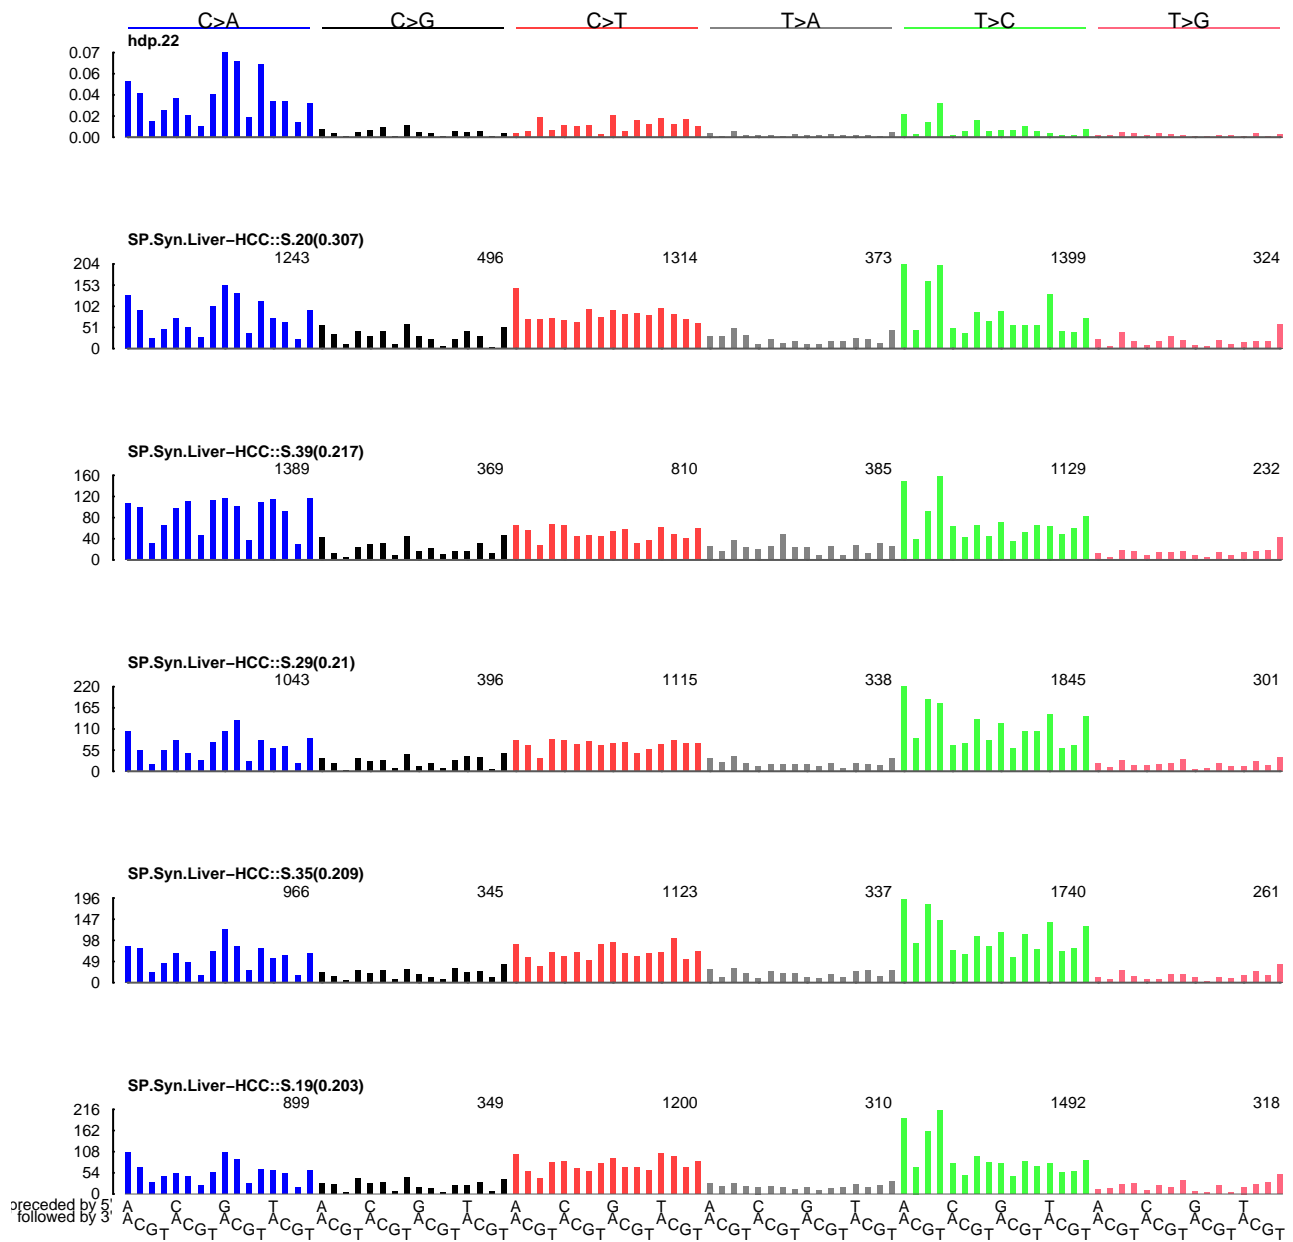 C>A C>G C>T T>A T>C T>G
hdp.22
0.07
0.06
0.04
0.02
0.00
SP.Syn.Liver−HCC::S.20(0.307)
1243 496 1314 373 1399 324
204
153
102
51
0
SP.Syn.Liver−HCC::S.39(0.217)
1389 369 810 385 1129 232
160
120
80
40
0
SP.Syn.Liver−HCC::S.29(0.21)
1043 396 1115 338 1845 301
220
165
110
55
0
SP.Syn.Liver−HCC::S.35(0.209)
966 345 1123 337 1740 261
196
147
98
49
0
SP.Syn.Liver−HCC::S.19(0.203)
899 349 1200 310 1492 318
216
162
108
54
0
preceded by 5' A C G T A C G T A C G T A C G T A C G T A C G T
followed by 3' A C G T A C G T A C G T A C G T A C G T A C G T A C G T A C G T A C G T A C G T A C G T A C G T A C G T A C G T A C G T A C G T A C G T A C G T A C G T A C G T A C G T A C G T A C G T A C G T